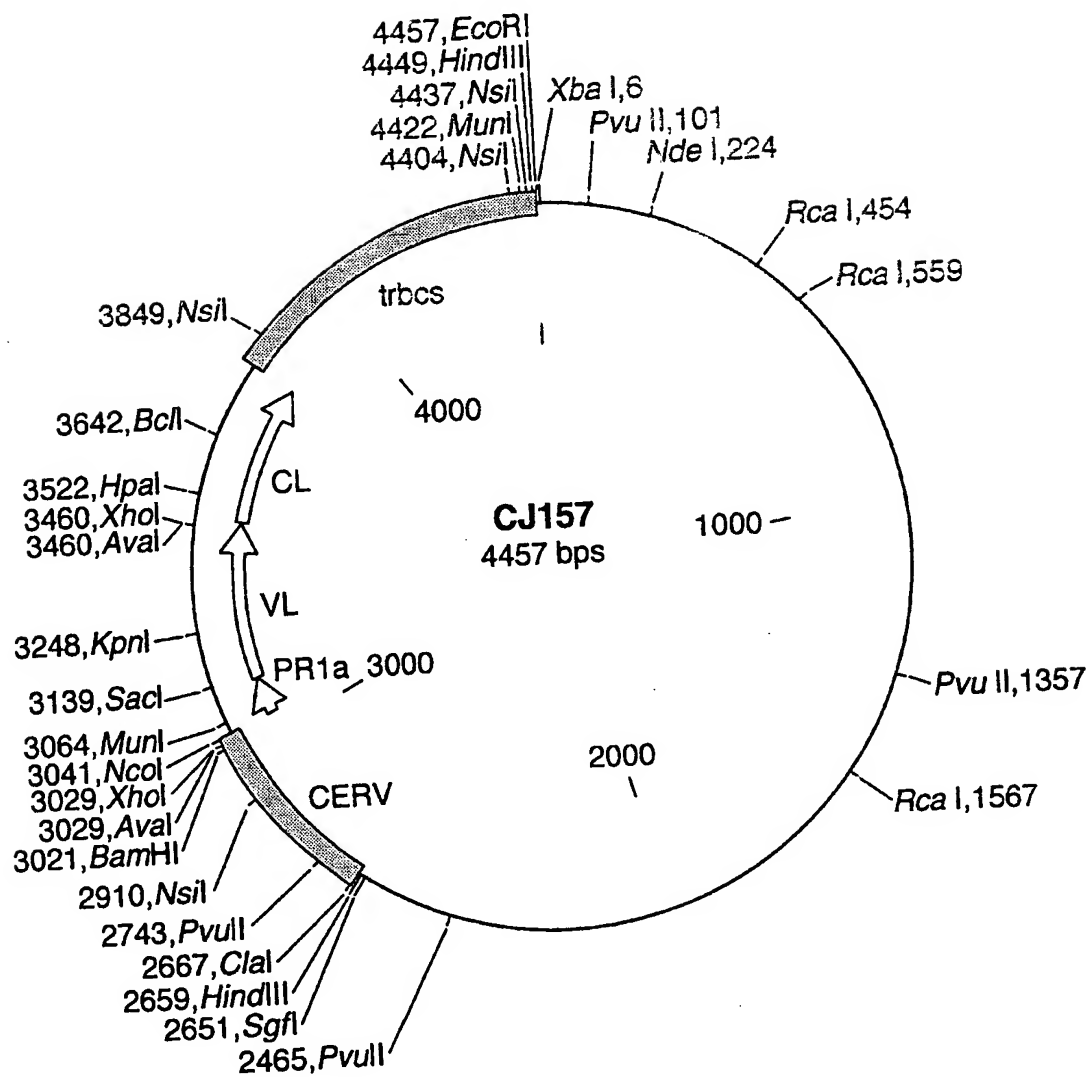 4457, EcoRI
4449, HindIII
4437, NsiI
4422, MunI
4404, NsiI
Xba I, 6
Pvu II, 101
Nde I, 224
Rca I, 454
Rca I, 559
trbcs
3849, NsiI
I
4000
3642, BclI
CL
3522, HpaI
3460, XhoI
3460, AvaI
CJ157
4457 bps
1000
VL
3248, KpnI
PR1a
3000
3139, SacI
Pvu II, 1357
3064, MunI
3041, NcoI
3029, XhoI
3029, AvaI
3021, BamHI
2000
CERV
Rca I, 1567
2910, NsiI
2743, PvuII
2667, ClaI
2659, HindIII
2651, SgfI
2465, PvuII